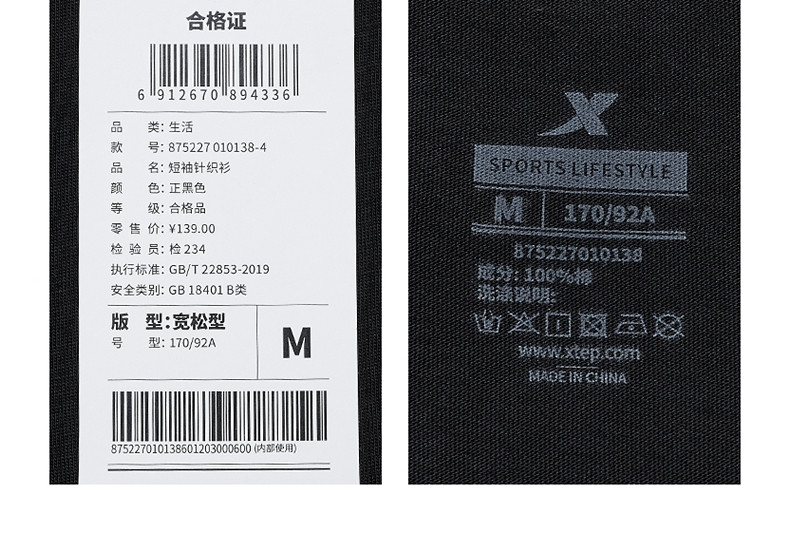 合格证
6 912670 894336
品 类：生活
款 号：875227 010138-4
品 名：短袖针织衫
颜 色：正黑色
等 级：合格品
零 售 价：¥139.00
检 验 员：检 234
执行标准：GB/T 22853-2019
安全类别：GB 18401 B类
版 型：宽松型
号 型：170/92A
M
875227010138601203000600 (内部使用)
SPORTS LIFESTYLE
M 170/92A
875227010138
成分：100%棉
洗涤说明：
www.xtep.com
MADE IN CHINA